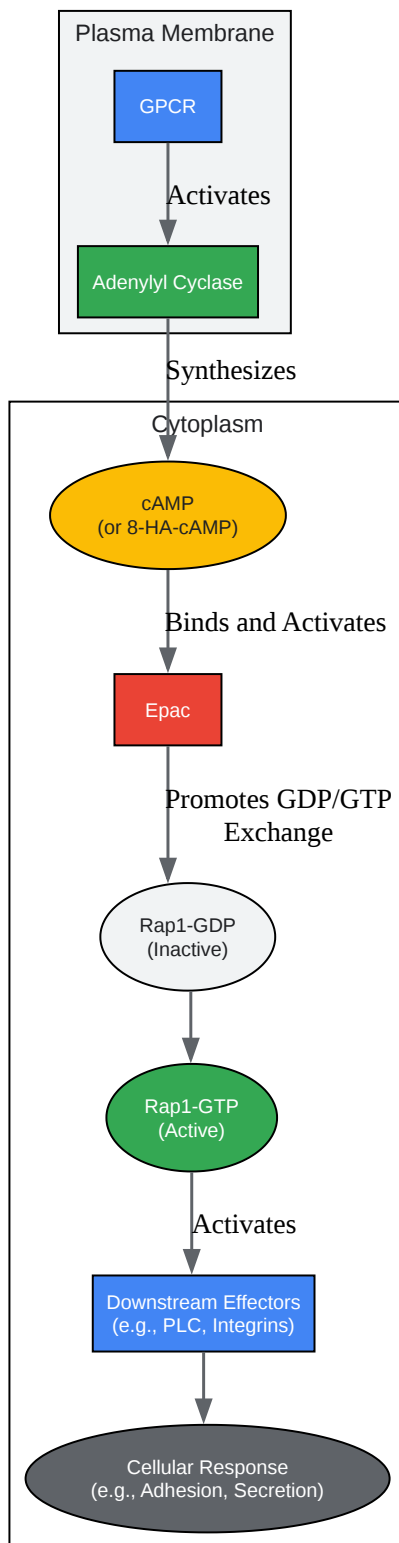 Plasma Membrane
GPCR
Activates
Adenylyl Cyclase
Synthesizes
Cytoplasm
cAMP
(or 8-HA-cAMP)
Binds and Activates
Epac
Promotes GDP/GTP
Exchange
Rap1-GDP
(Inactive)
Rap1-GTP
(Active)
Activates
Downstream Effectors
(e.g., PLC, Integrins)
Cellular Response
(e.g., Adhesion, Secretion)